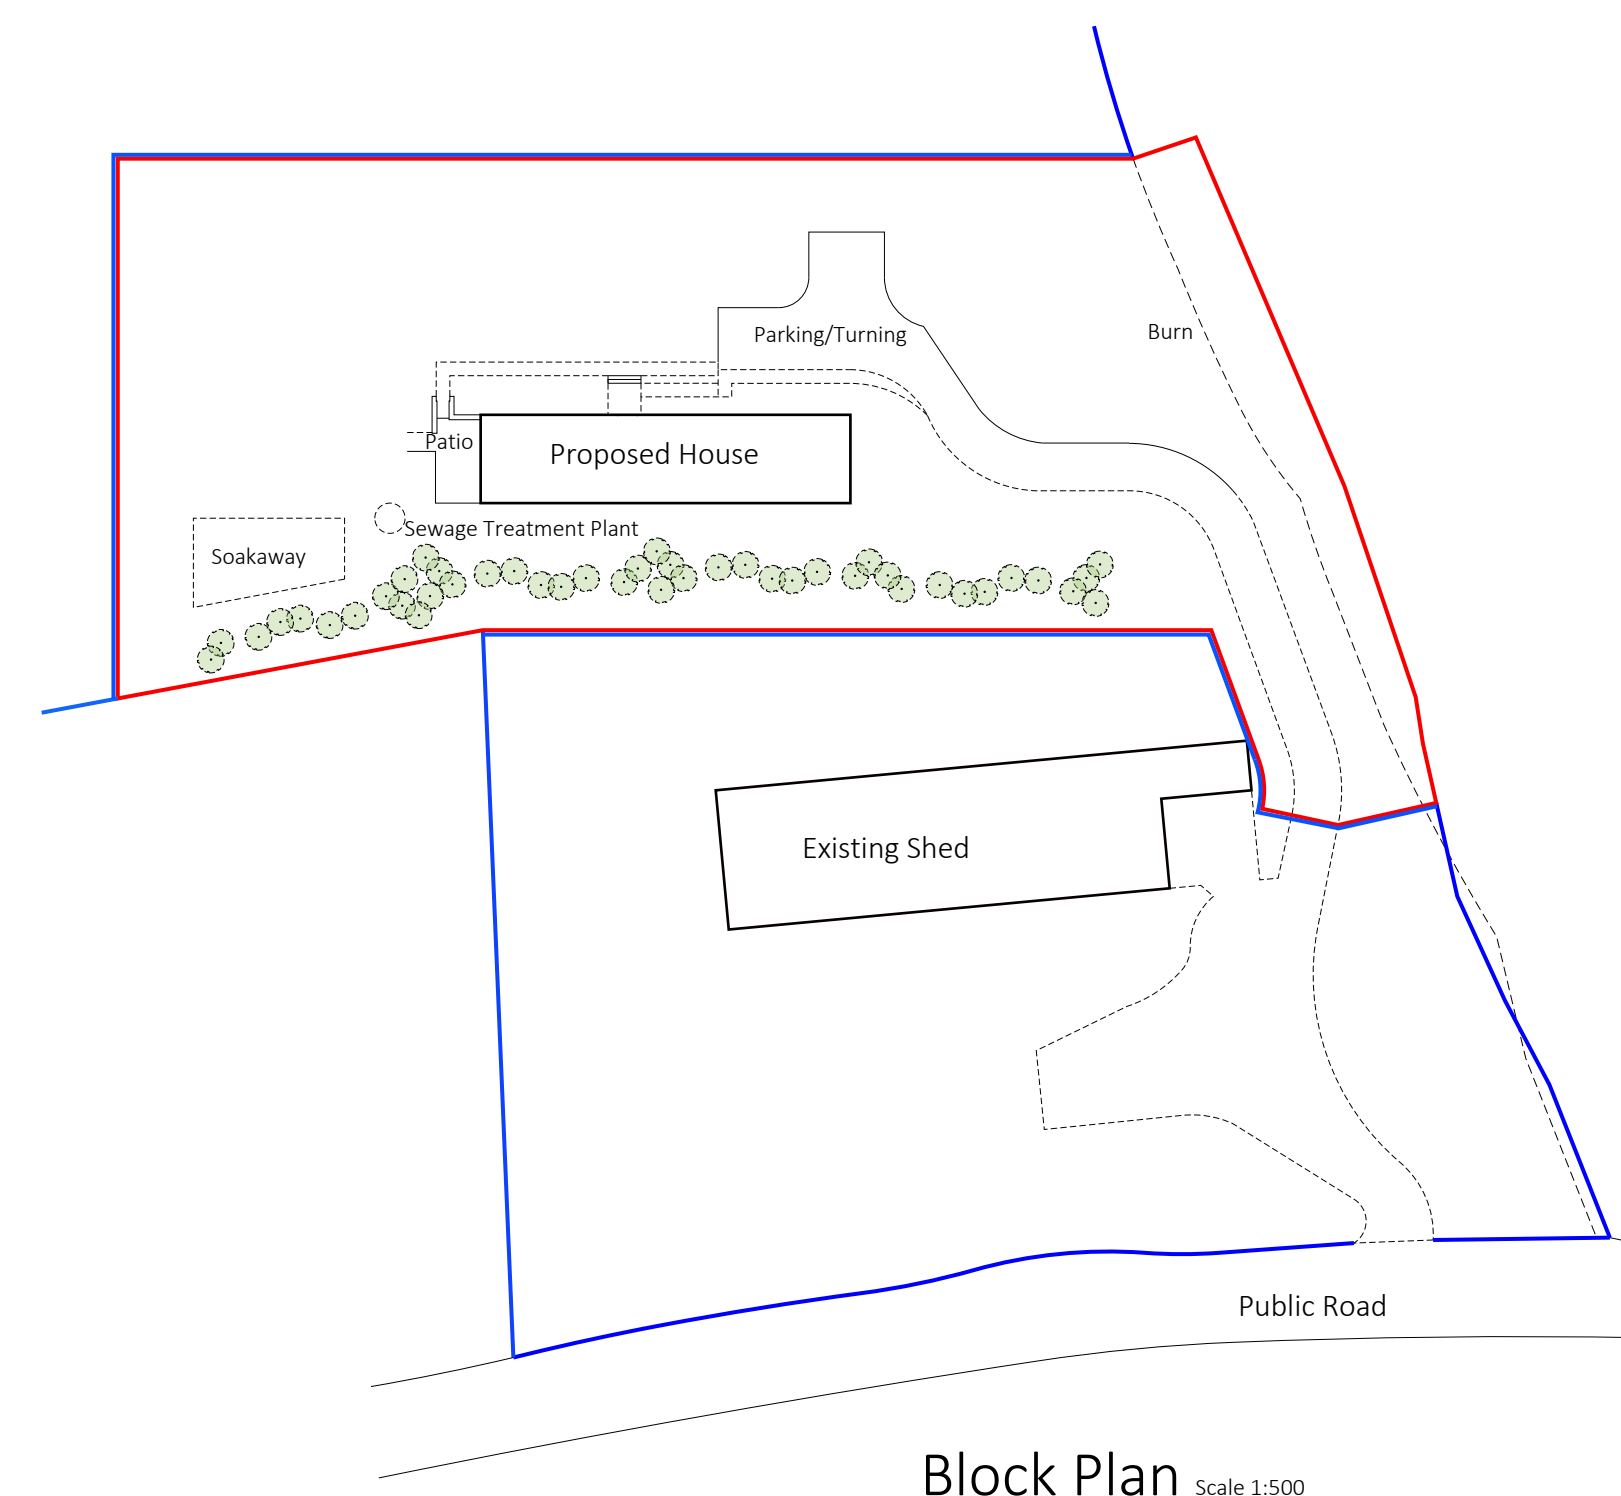 Parking/Turning
Burn
Patio
Proposed House
Sewage Treatment Plant
Soakaway
Existing Shed
Public Road
Block Plan Scale 1:500